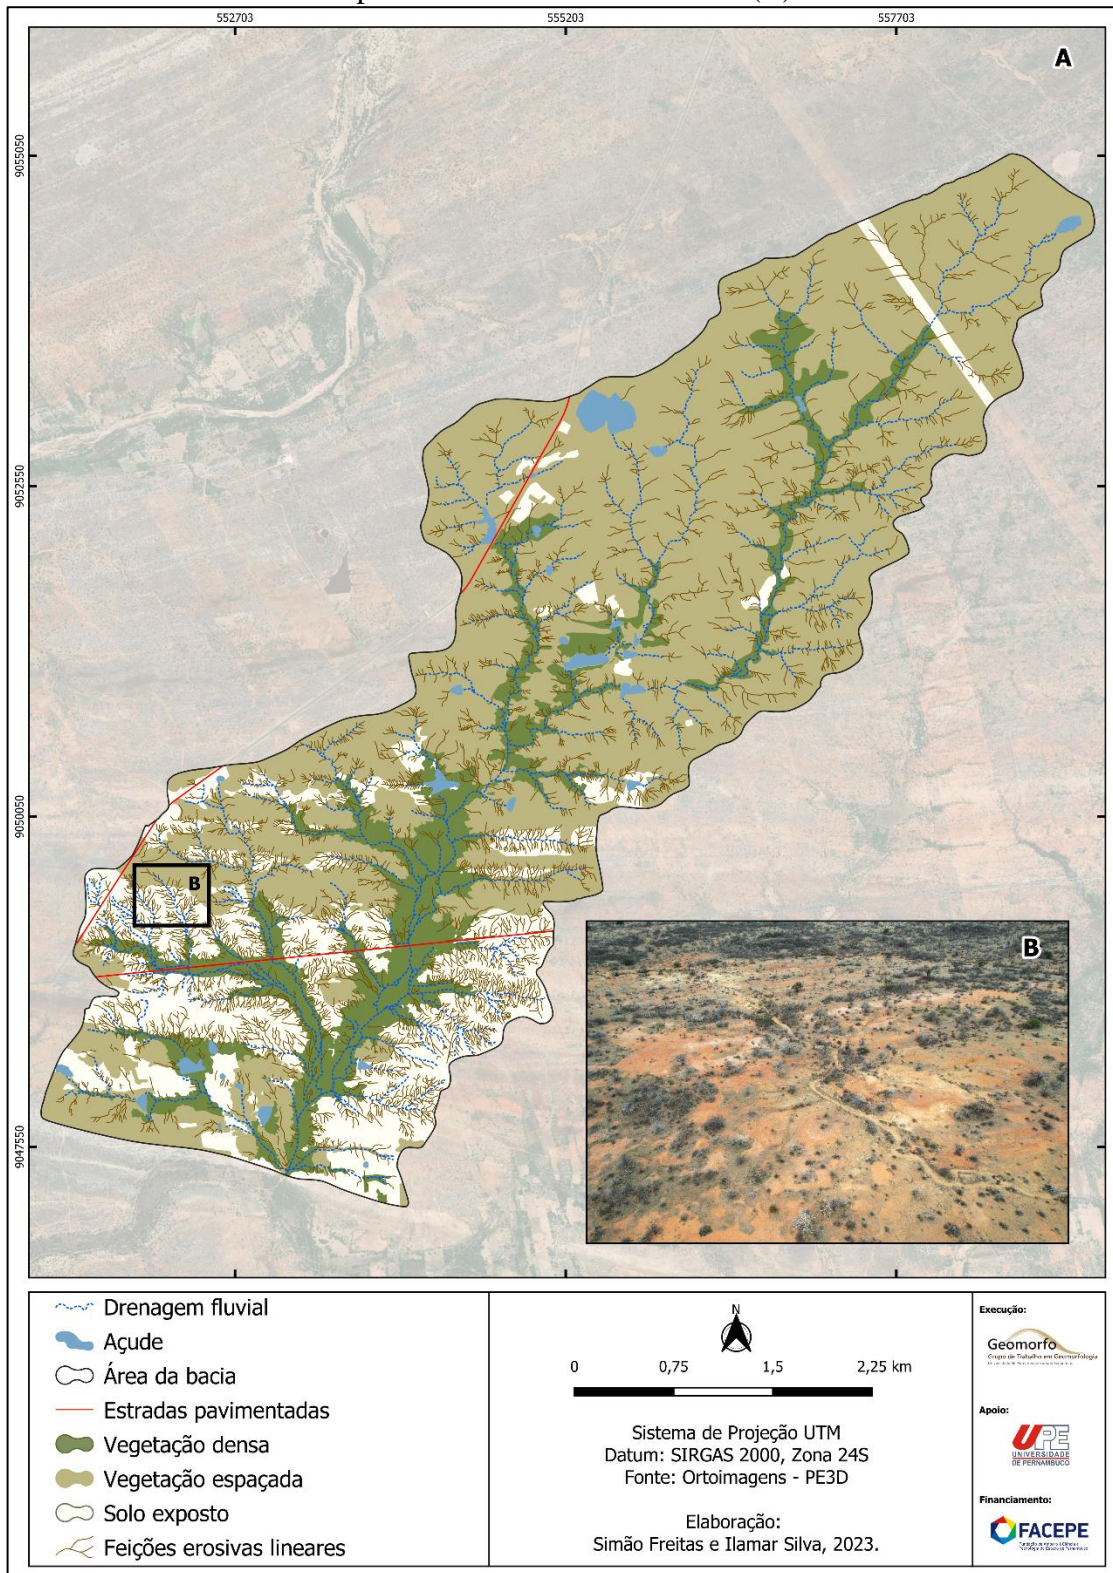 552703
555203
557703
A
9055050
9052550
9050050
9047550
B
B
Drenagem fluvial
Açude
Área da bacia
Estradas pavimentadas
Vegetação densa
Vegetação espaçada
Solo exposto
Feições erosivas lineares
N
0 0,75 1,5 2,25 km
Sistema de Projeção UTM
Datum: SIRGAS 2000, Zona 24S
Fonte: Ortoimagens - PE3D
Elaboração:
Simão Freitas e Ilamar Silva, 2023.
Execução:
Geomorfo
Grupo de Trabalho em Geomorfologia
Apoio:
UPE
UNIVERSIDADE
DE PERNAMBUCO
Financiamento:
FACEPE